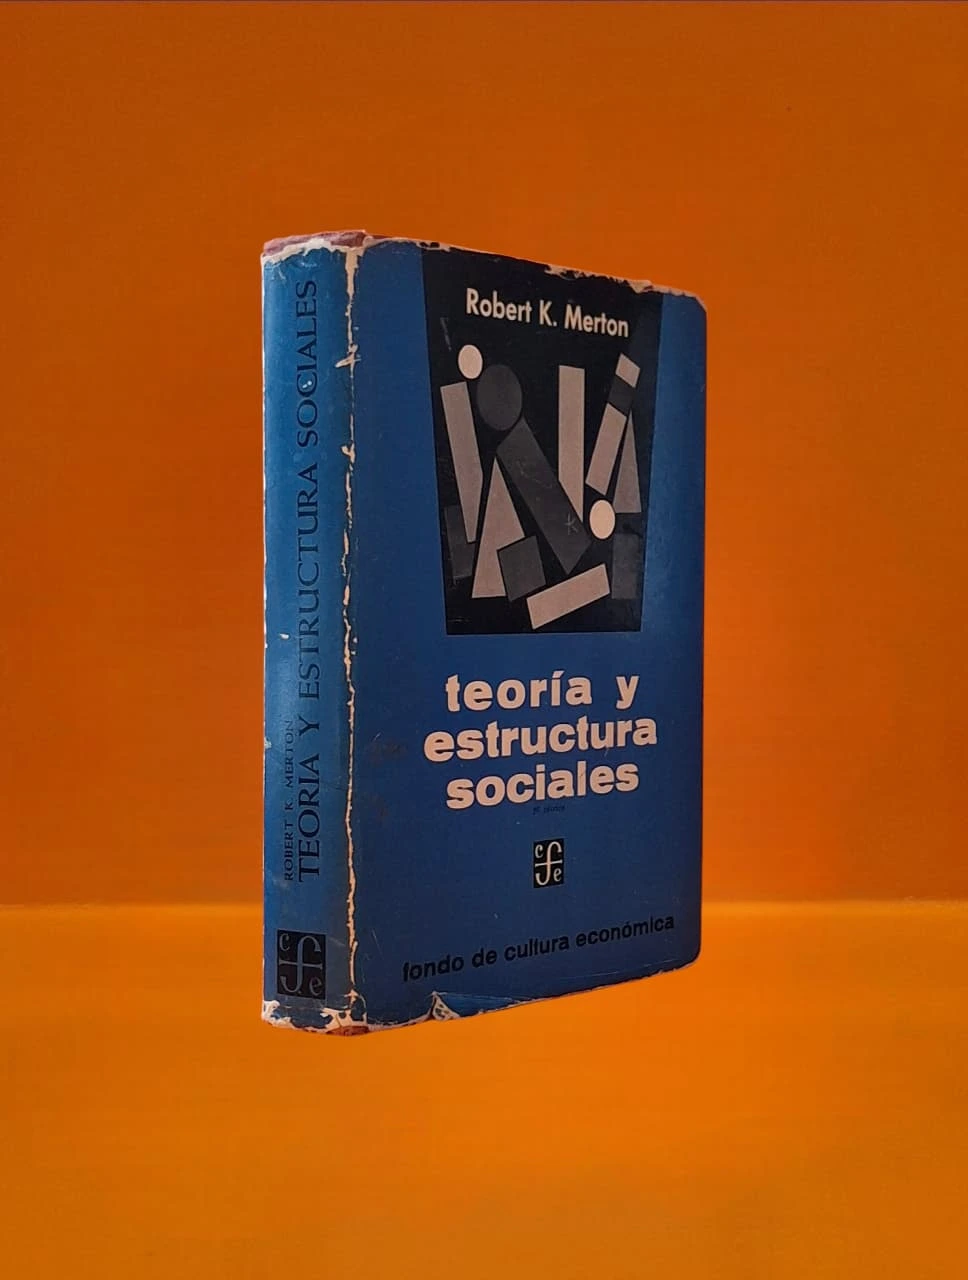 ROBERT K. MERTON
TEORIA Y ESTRUCTURA SOCIALES
c
f
e
Robert K. Merton
teoría y
estructura
sociales
c
f
e
fondo de cultura económica